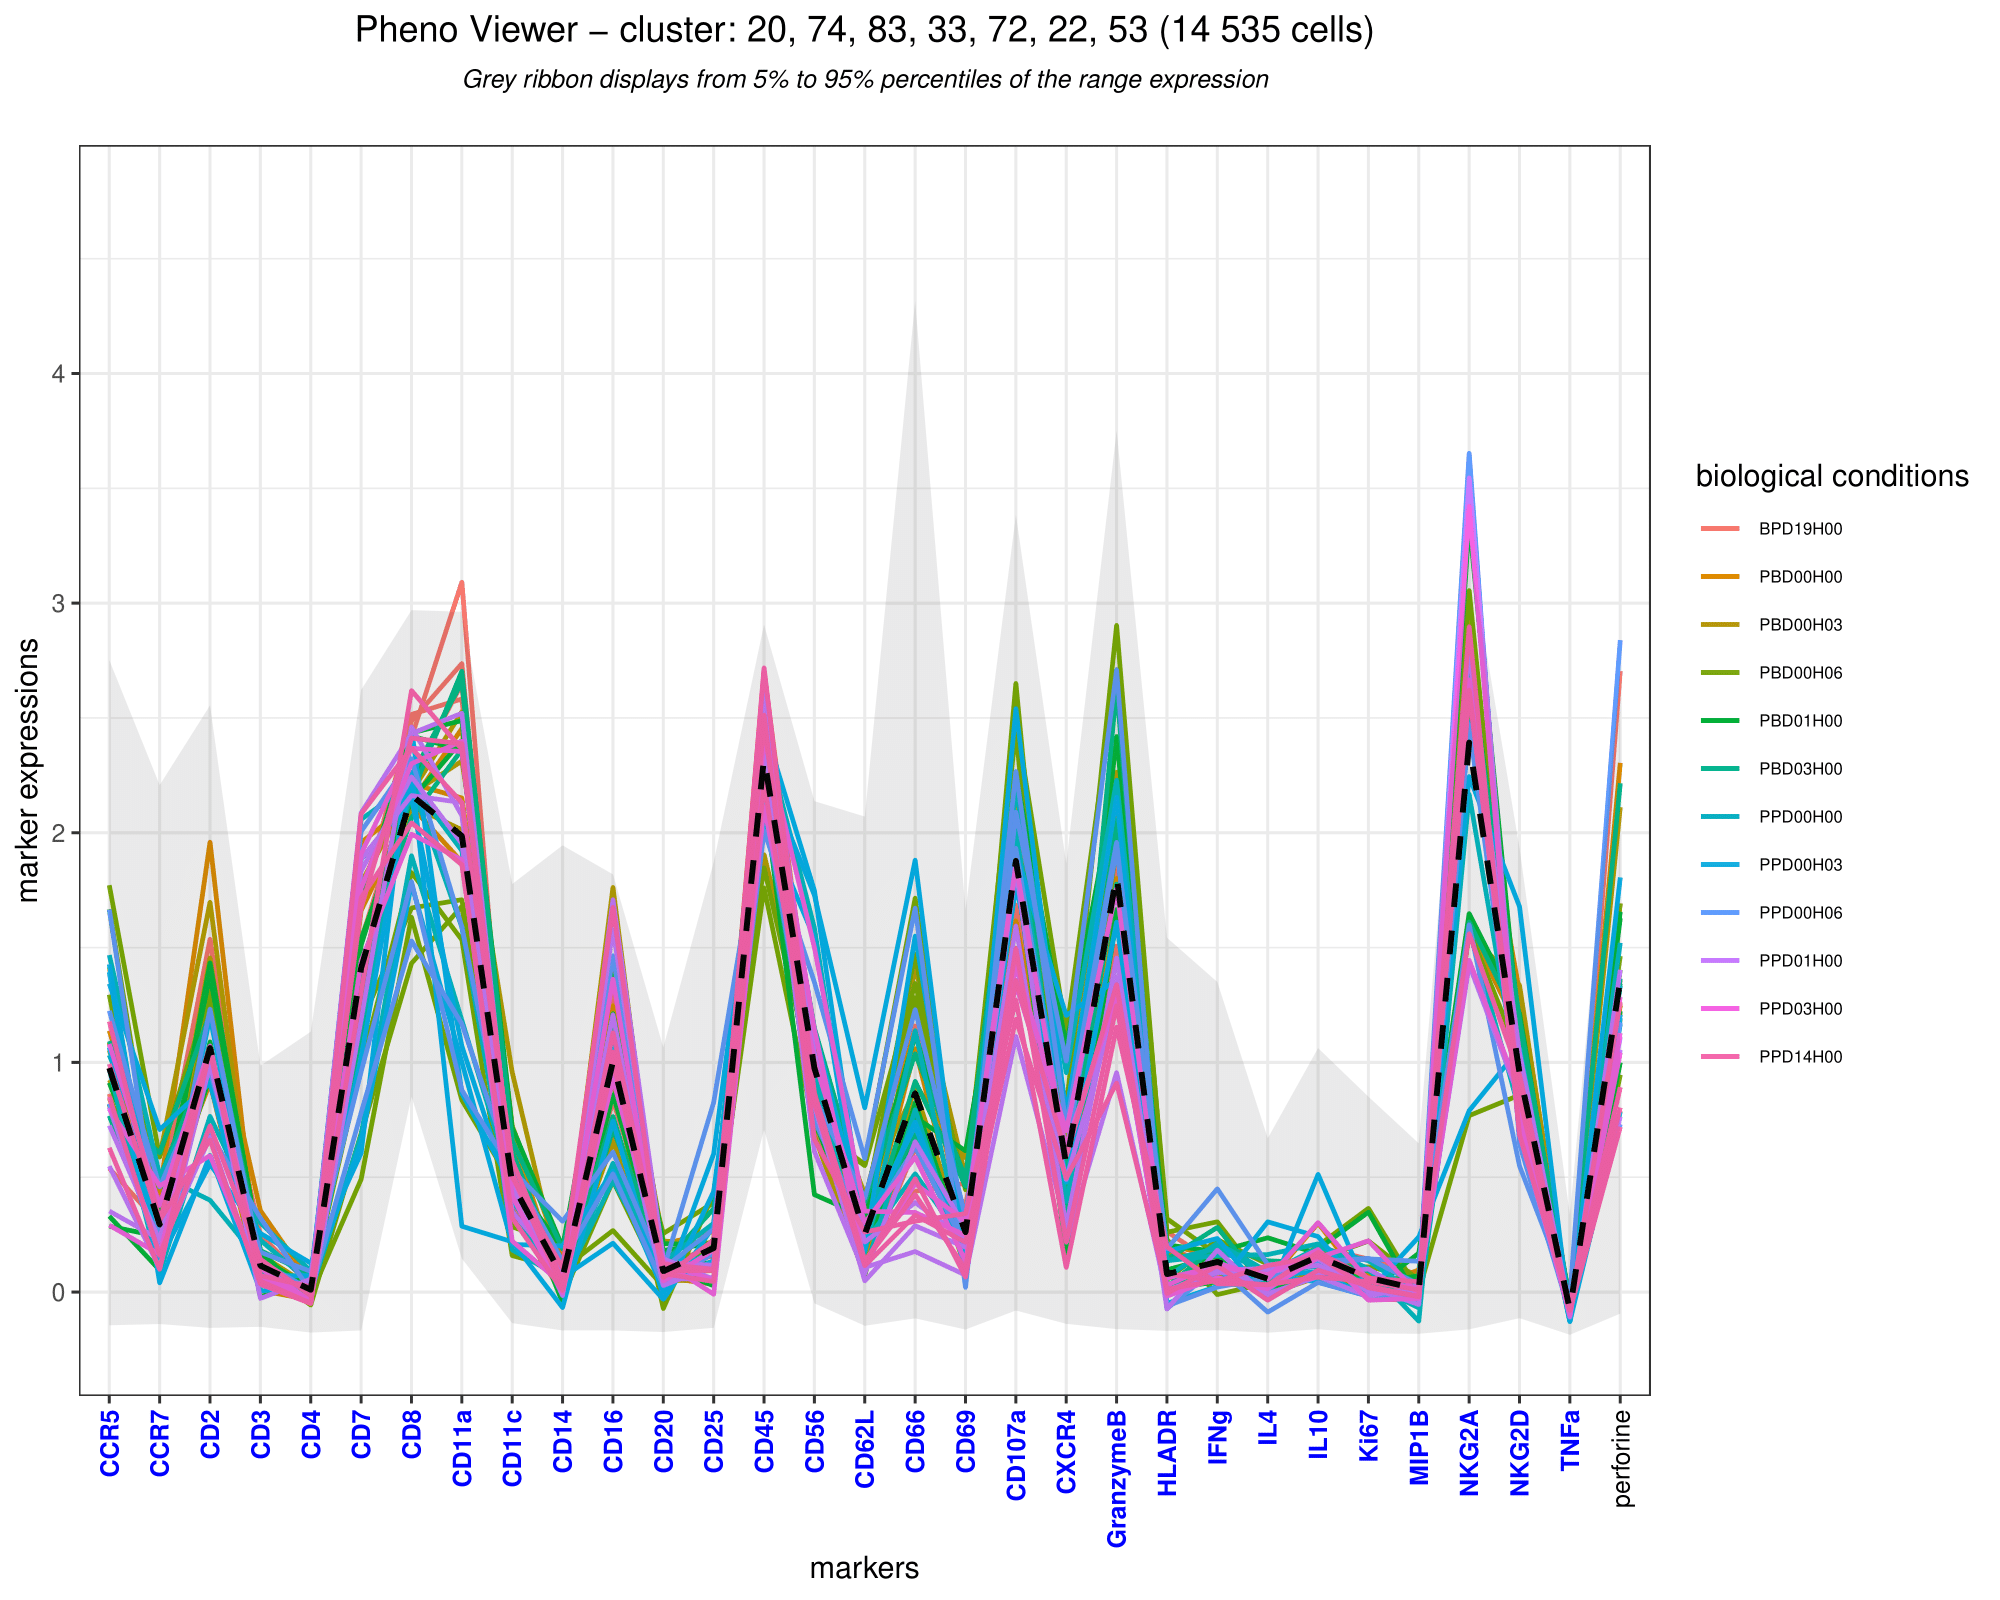 Pheno Viewer – cluster: 20, 74, 83, 33, 72, 22, 53 (14 535 cells)
Grey ribbon displays from 5% to 95% percentiles of the range expression
marker expressions
4
3
2
1
0
CCR5
CCR7
CD2
CD3
CD4
CD7
CD8
CD11a
CD11c
CD14
CD16
CD20
CD25
CD45
CD56
CD62L
CD66
CD69
CD107a
CXCR4
GranzymeB
HLADR
IFNg
IL4
IL10
Ki67
MIP1B
NKG2A
NKG2D
TNFa
perforine
markers
biological conditions
BPD19H00
PBD00H00
PBD00H03
PBD00H06
PBD01H00
PBD03H00
PPD00H00
PPD00H03
PPD00H06
PPD01H00
PPD03H00
PPD14H00